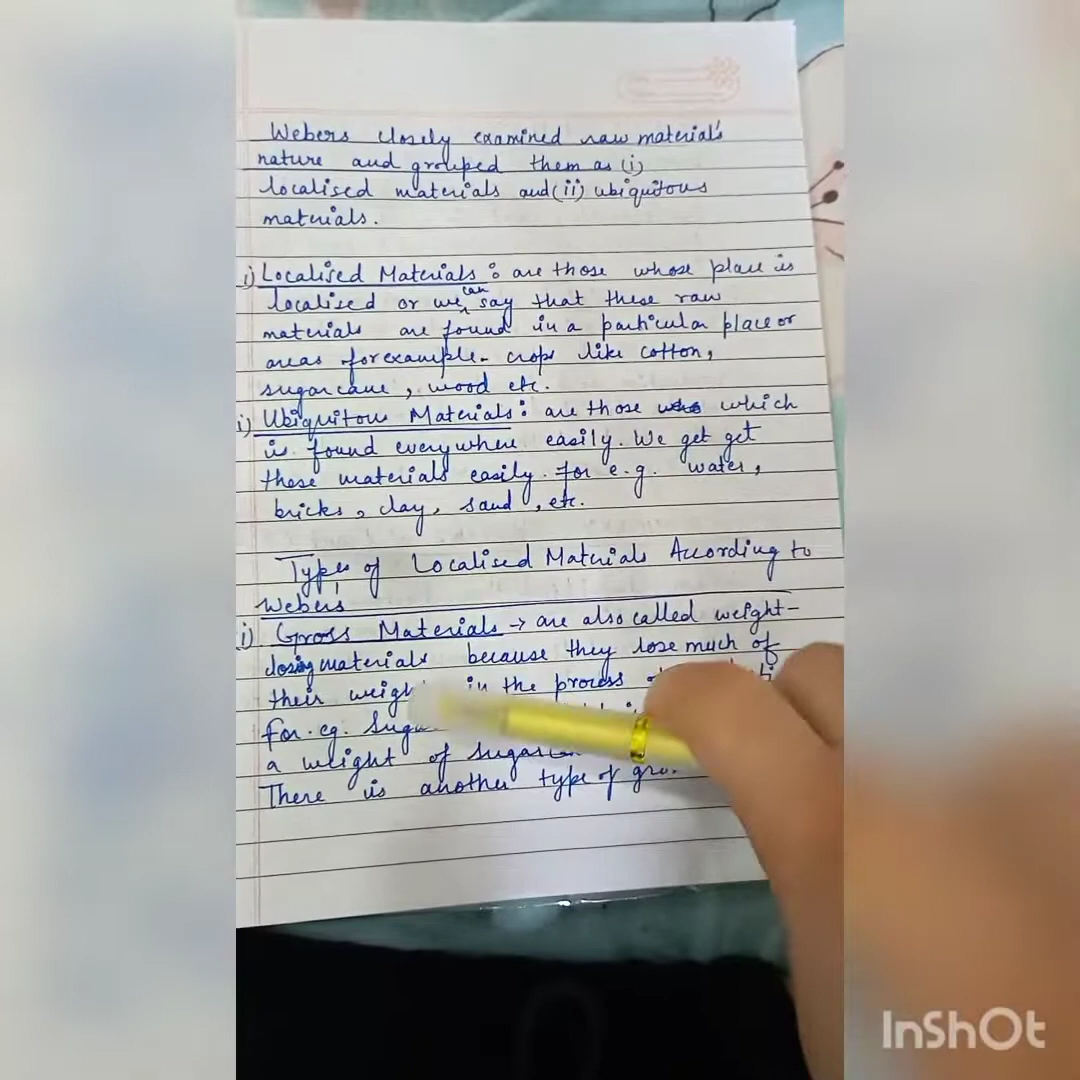 Webers closely examined raw material's
nature and grouped them as (i)
localised materials and (ii) ubiquitous
materials.
i) Localised Materials : are those whose place is
localised or we can say that these raw
materials are found in a particular place or
areas for example - crops like cotton,
sugarcane, wood etc.
i) Ubiquitous Materials : are those which
is found everywhere easily. We get get
these materials easily. for e.g. water,
bricks, clay, sand, etc.
Types of Localised Materials According to
Webers
i) Gross Materials → are also called weight-
losing materials because they lose much of
their in the process
For. eg.
a weight of
There is another type of
InShOt